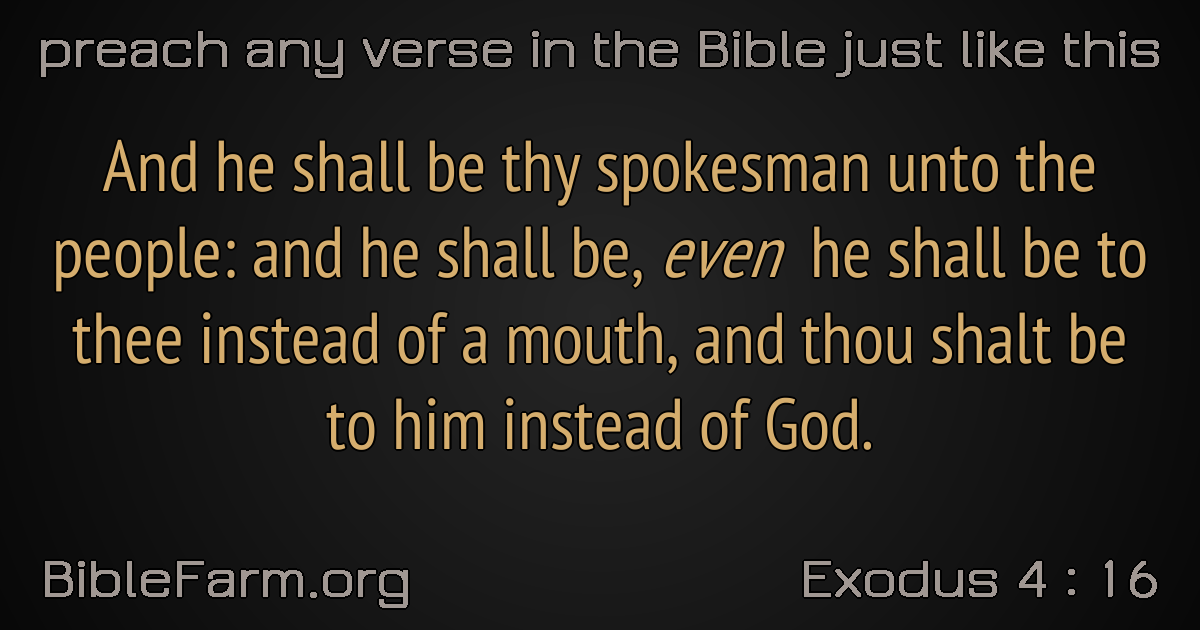 preach any verse in the Bible just like this
And he shall be thy spokesman unto the
people: and he shall be, even he shall be to
thee instead of a mouth, and thou shalt be
to him instead of God.
BibleFarm.org
Exodus 4 : 16